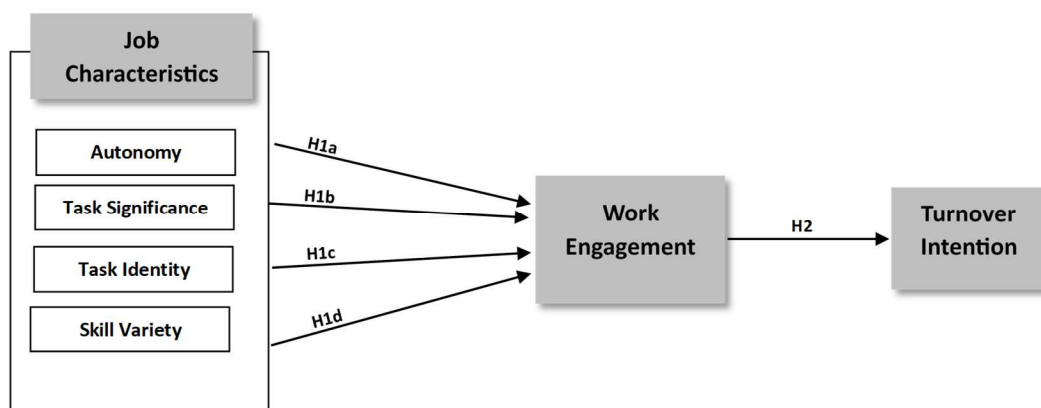 Job
Characteristics
Autonomy
Task Significance
Task Identity
Skill Variety
H1a
H1b
H1c
H1d
Work
Engagement
H2
Turnover
Intention